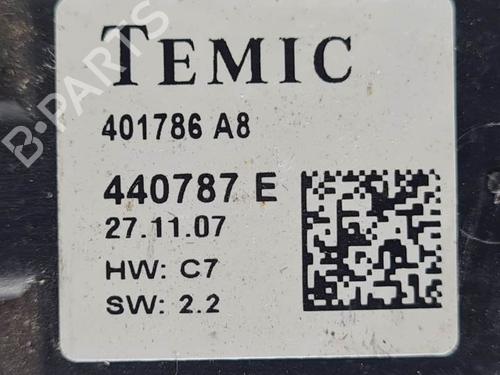 TEMIC
401786 A8
440787 E
27.11.07
HW: C7
SW: 2.2
B-PARTS